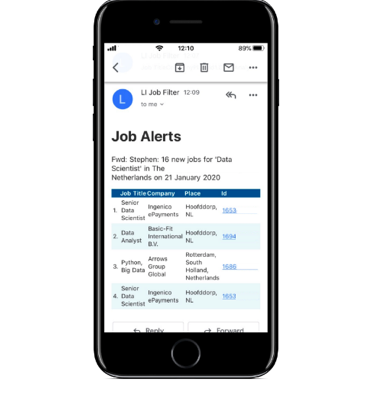 12:10
89%
LI Job Filter 12:09
L
to me
Job Alerts
Fwd: Stephen: 16 new jobs for 'Data
Scientist' in The
Netherlands on 21 January 2020
Job Title Company Place Id
1. Senior Data Scientist Ingenico ePayments Hoofddorp, NL 1653
2. Data Analyst Basic-Fit International B.V. Hoofddorp, NL 1694
3. Python, Big Data Arrows Group Global Rotterdam, South Holland, Netherlands 1686
4. Senior Data Scientist Ingenico ePayments Hoofddorp, NL 1653
Reply Forward